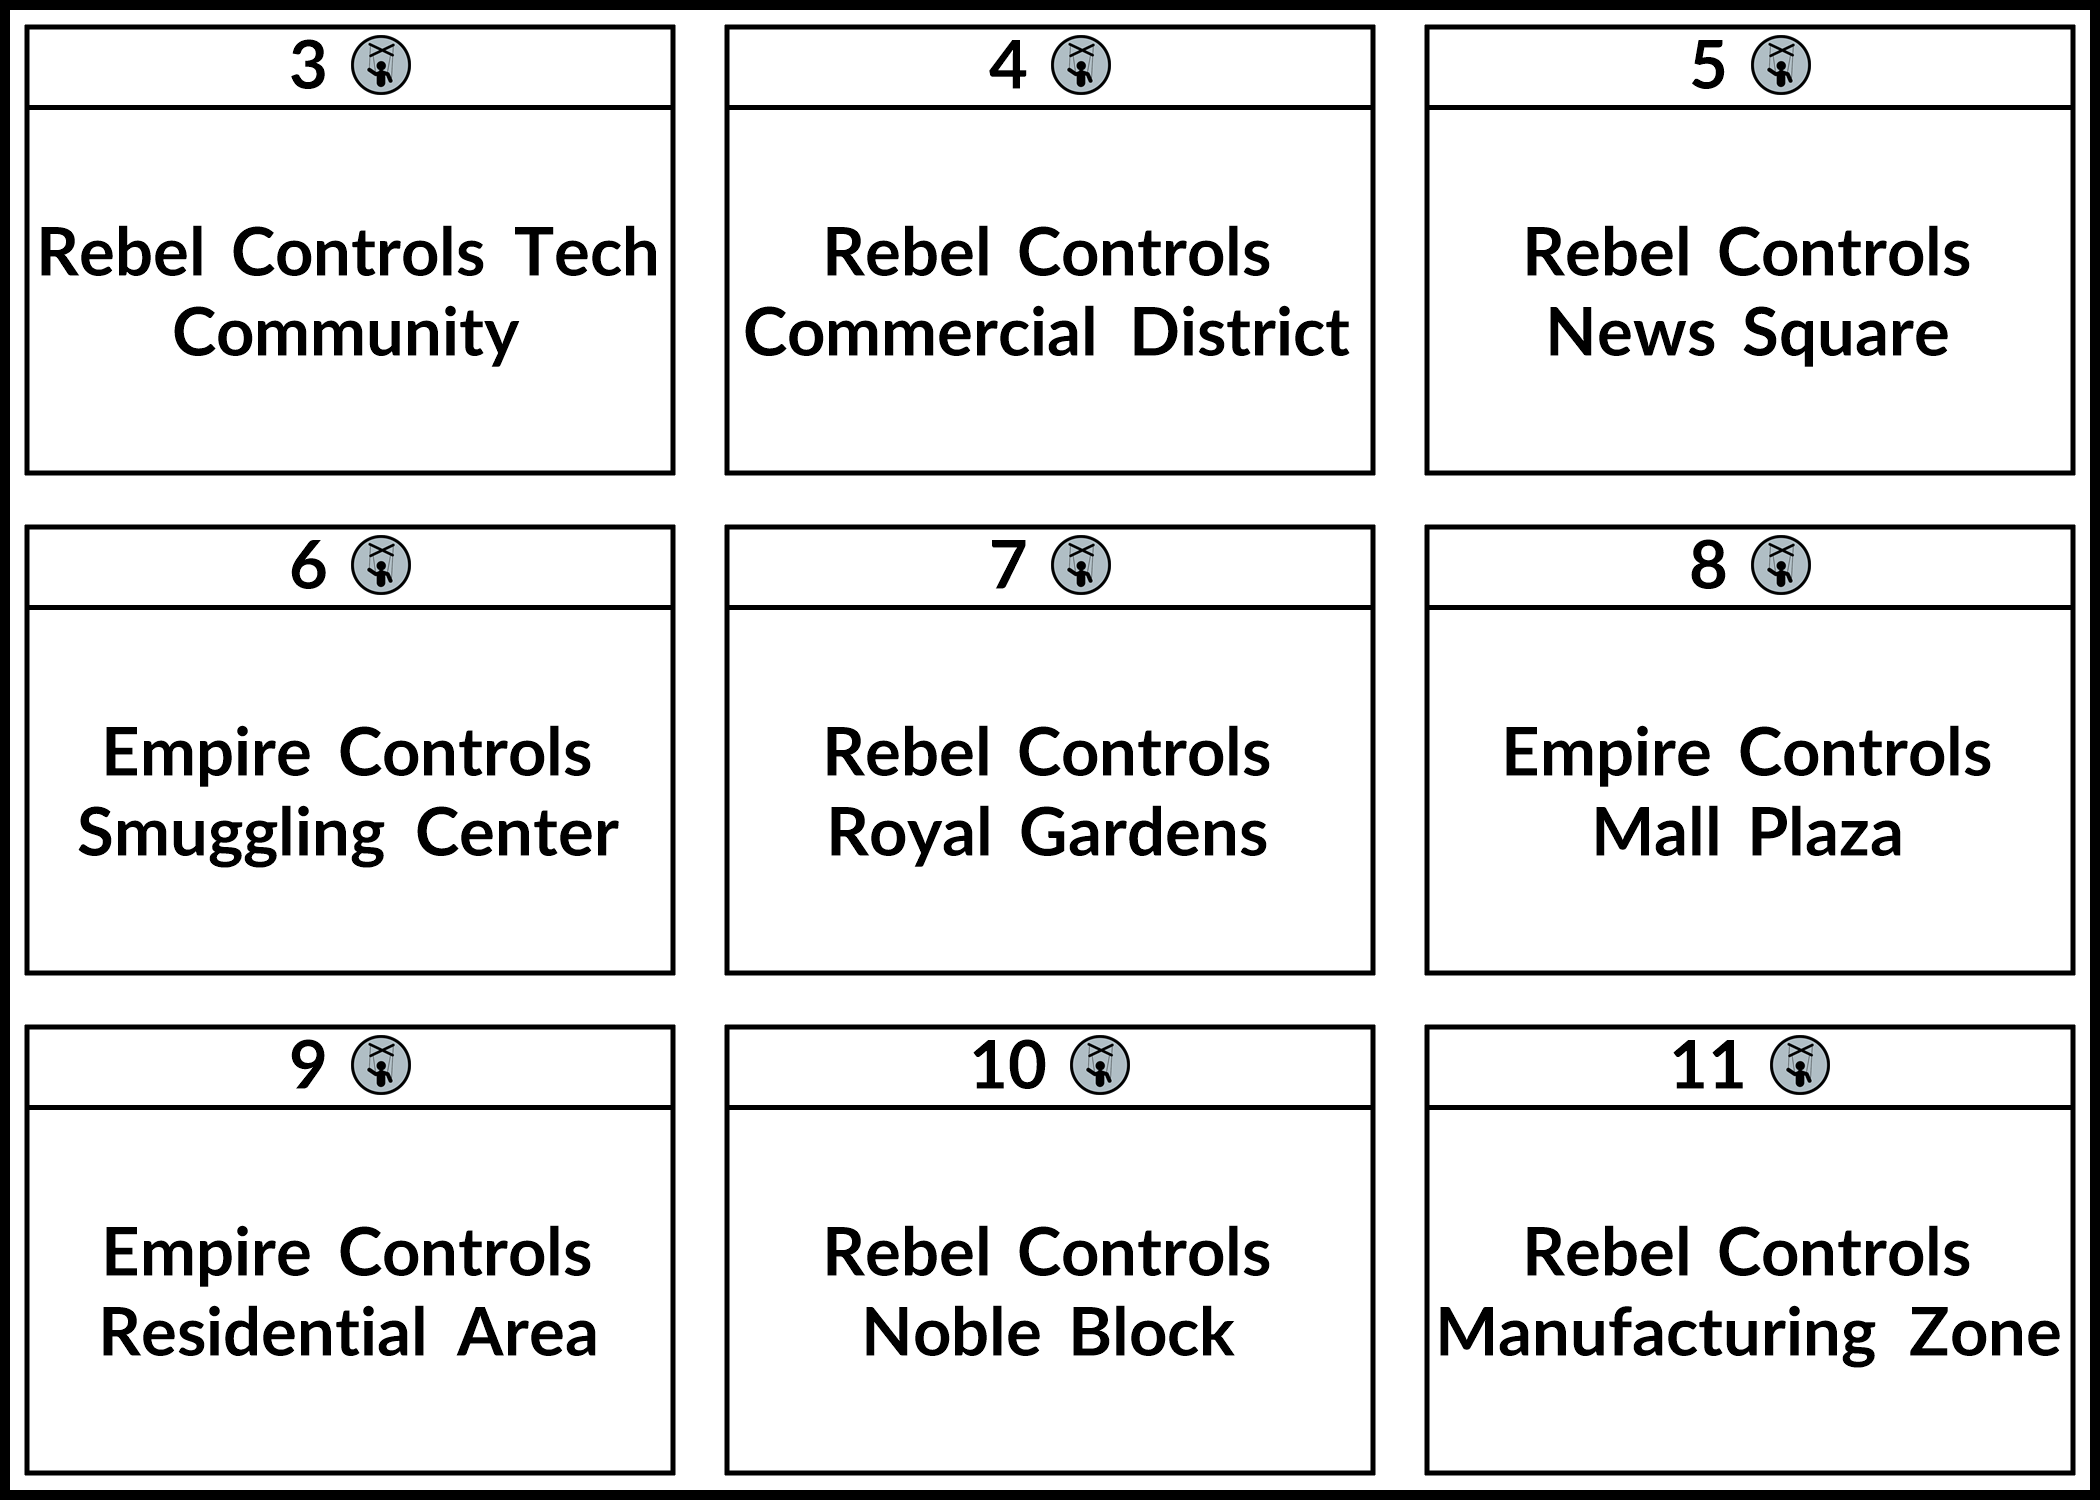 3
Rebel Controls Tech
Community
4
Rebel Controls
Commercial District
5
Rebel Controls
News Square
6
Empire Controls
Smuggling Center
7
Rebel Controls
Royal Gardens
8
Empire Controls
Mall Plaza
9
Empire Controls
Residential Area
10
Rebel Controls
Noble Block
11
Rebel Controls
Manufacturing Zone